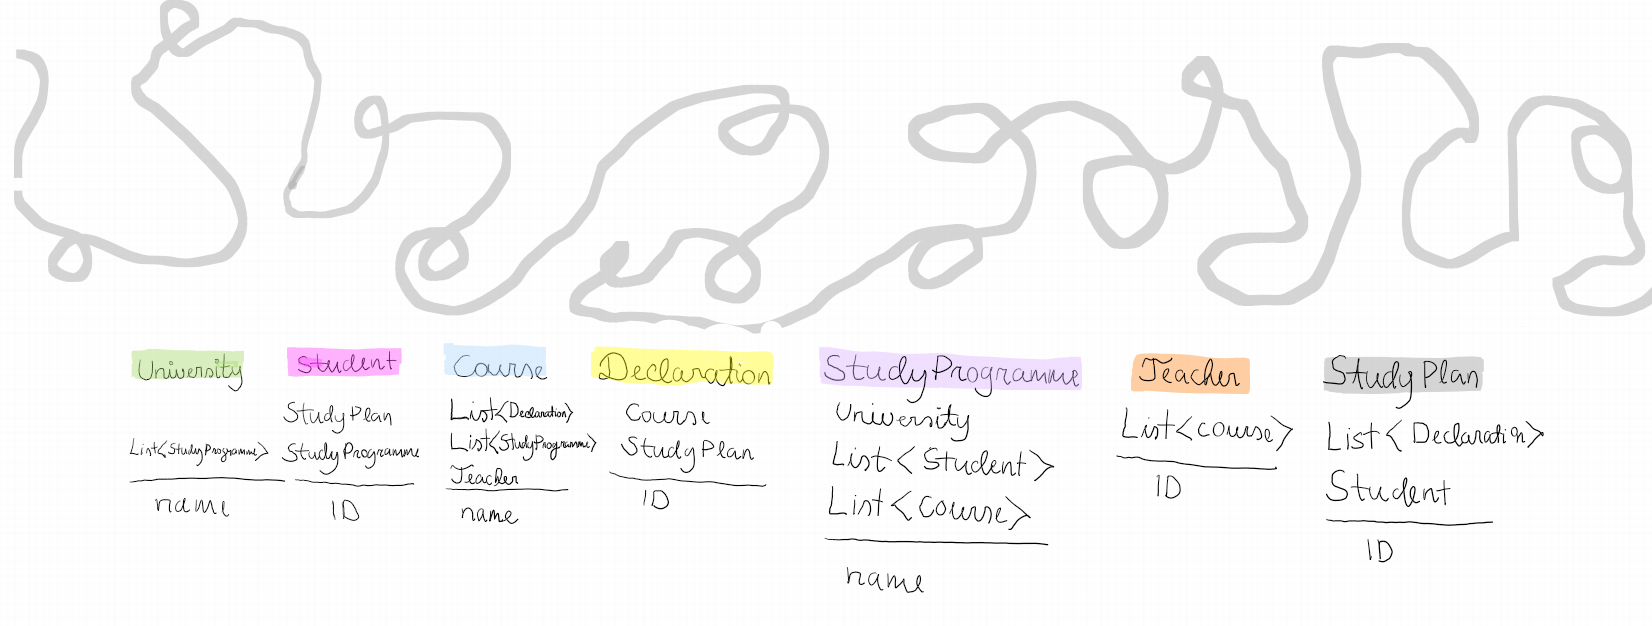 University
List<StudyProgramme>
name
Student
StudyPlan
StudyProgramme
ID
Course
List<Declaration>
List<StudyProgramme>
Teacher
name
Declaration
Course
StudyPlan
ID
StudyProgramme
University
List<Student>
List<Course>
name
Teacher
List<course>
ID
StudyPlan
List<Declaration>
Student
ID